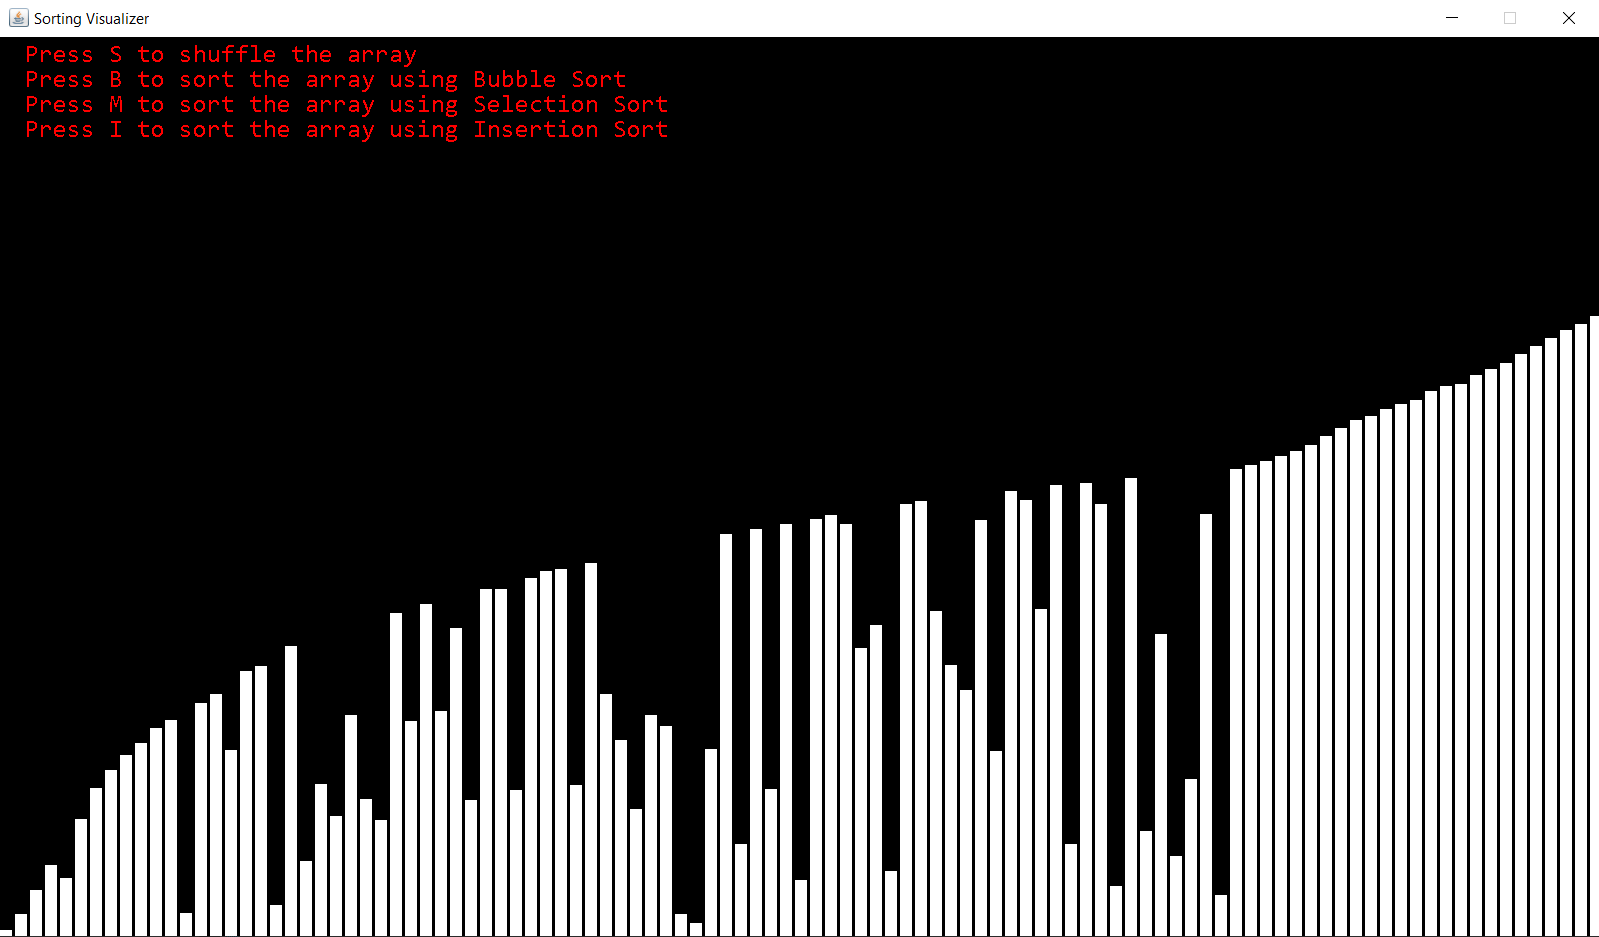 Sorting Visualizer
Press S to shuffle the array
Press B to sort the array using Bubble Sort
Press M to sort the array using Selection Sort
Press I to sort the array using Insertion Sort